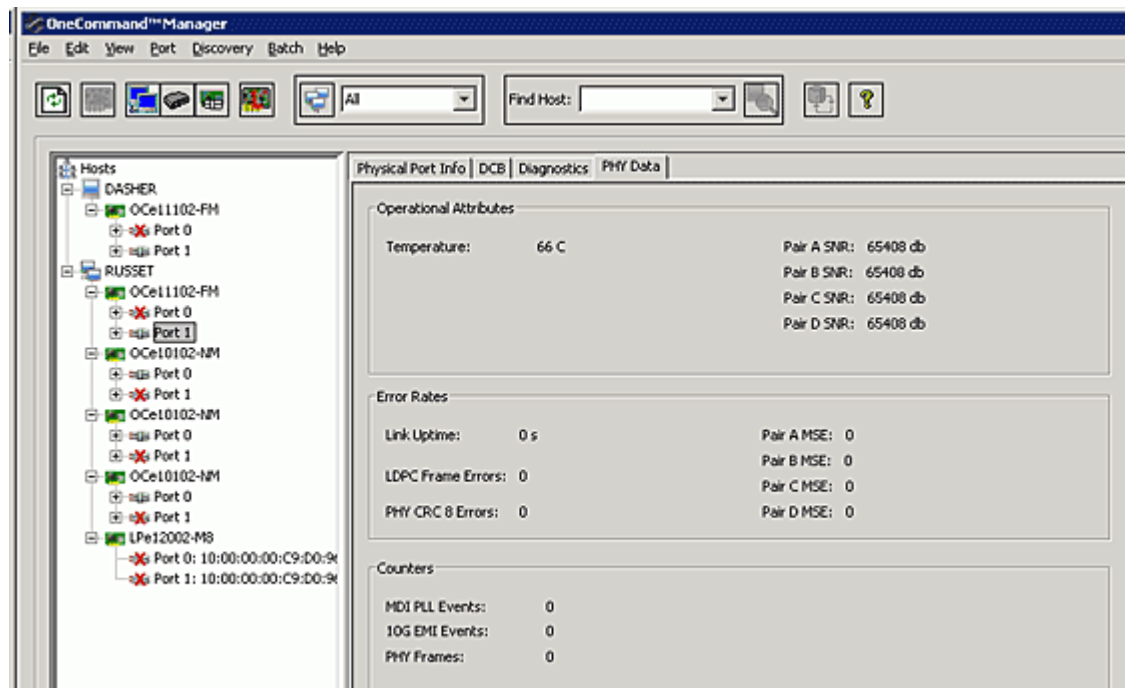 OneCommand™Manager
File Edit View Port Discovery Batch Help
All
Find Host:
Hosts
DASHER
OCe11102-FM
Port 0
Port 1
RUSSET
OCe11102-FM
Port 0
Port 1
OCe10102-NM
Port 0
Port 1
OCe10102-NM
Port 0
Port 1
OCe10102-NM
Port 0
Port 1
LPe12002-M8
Port 0: 10:00:00:00:C9:D0:9
Port 1: 10:00:00:00:C9:D0:9
Physical Port Info DCB Diagnostics PHY Data
Operational Attributes
Temperature: 66 C
Pair A SNR: 65408 db
Pair B SNR: 65408 db
Pair C SNR: 65408 db
Pair D SNR: 65408 db
Error Rates
Link Uptime: 0 s
LDPC Frame Errors: 0
PHY CRC 8 Errors: 0
Pair A MSE: 0
Pair B MSE: 0
Pair C MSE: 0
Pair D MSE: 0
Counters
MDI PLL Events: 0
10G EMI Events: 0
PHY Frames: 0